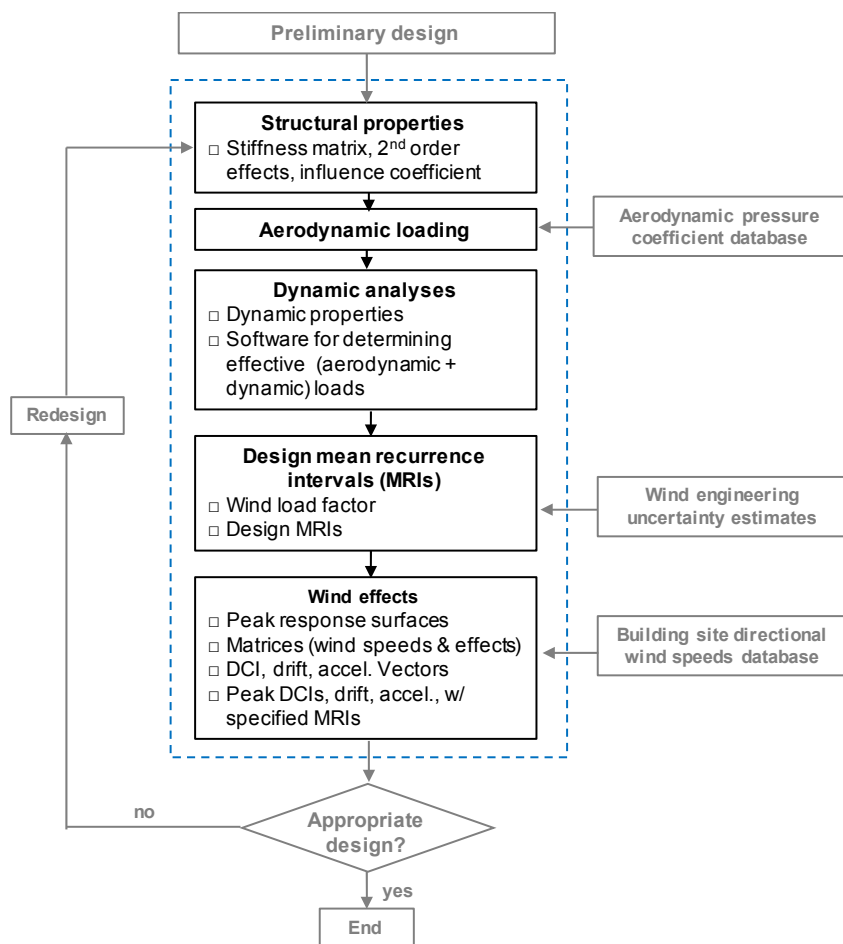 Preliminary design
Structural properties
□ Stiffness matrix, 2nd order
effects, influence coefficient
Aerodynamic loading
Aerodynamic pressure
coefficient database
Dynamic analyses
□ Dynamic properties
□ Software for determining
effective (aerodynamic +
dynamic) loads
Redesign
Design mean recurrence
intervals (MRIs)
□ Wind load factor
□ Design MRIs
Wind engineering
uncertainty estimates
Wind effects
□ Peak response surfaces
□ Matrices (wind speeds & effects)
□ DCI, drift, accel. Vectors
□ Peak DCIs, drift, accel., w/
specified MRIs
Building site directional
wind speeds database
no
Appropriate
design?
yes
End